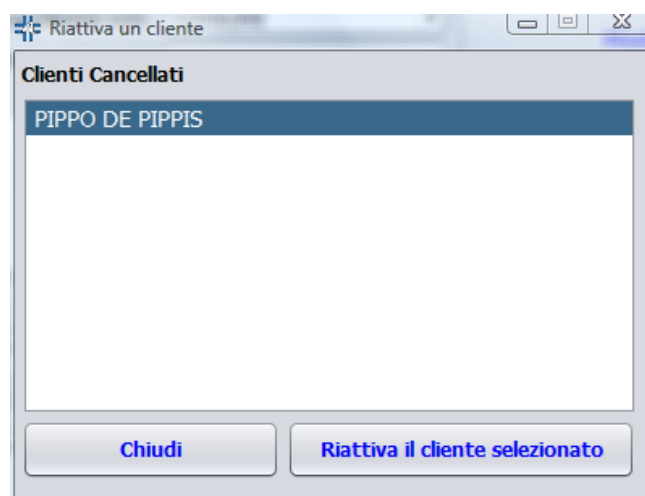 Riattiva un cliente
Clienti Cancellati
PIPPO DE PIPPIS
Chiudi
Riattiva il cliente selezionato